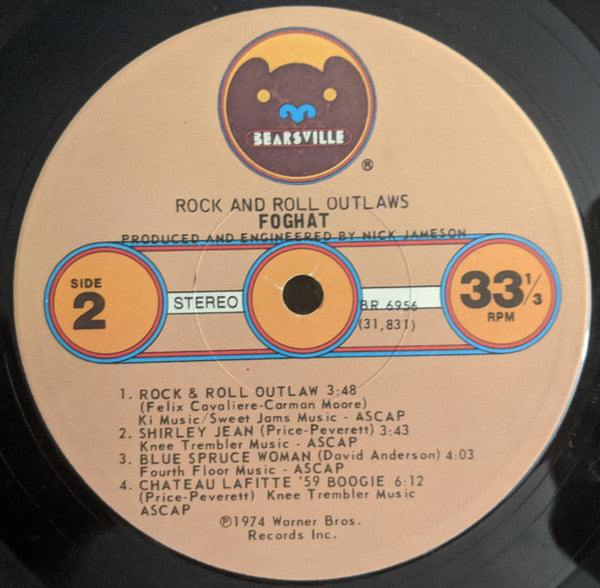 BEARSVILLE
®
ROCK AND ROLL OUTLAWS
FOGHAT
PRODUCED AND ENGINEERED BY NICK JAMESON
SIDE
2
STEREO
BR 6956
(31,831)
33 1/3
RPM
1. ROCK & ROLL OUTLAW 3:48
(Felix Cavaliere-Carman Moore)
Ki Music/Sweet Jams Music - ASCAP
2. SHIRLEY JEAN (Price-Peverett) 3:43
Knee Trembler Music - ASCAP
3. BLUE SPRUCE WOMAN (David Anderson) 4:03
Fourth Floor Music - ASCAP
4. CHATEAU LAFITTE '59 BOOGIE 6:12
(Price-Peverett) Knee Trembler Music
ASCAP
℗1974 Warner Bros.
Records Inc.